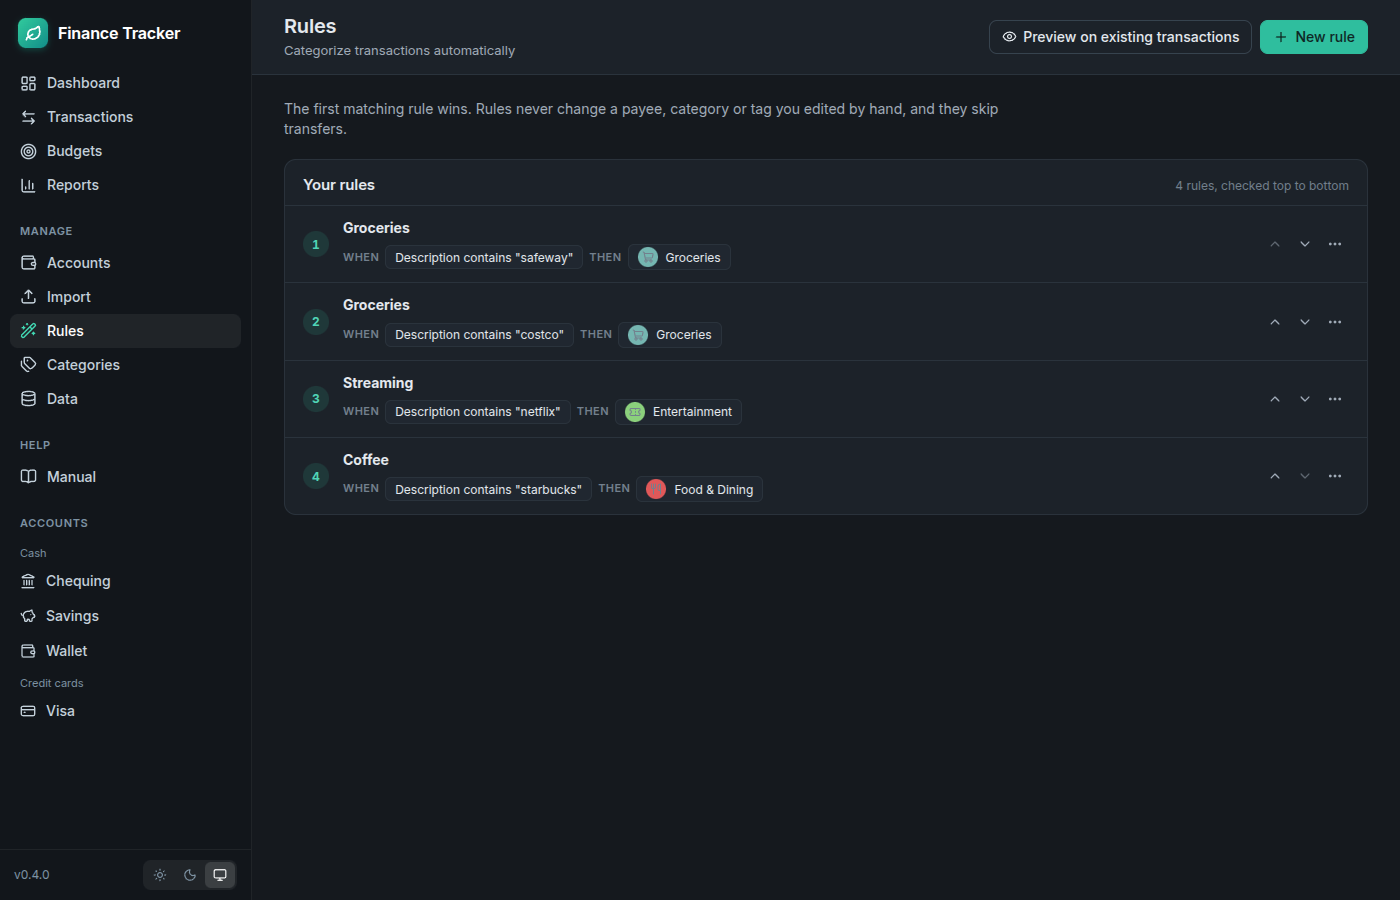 Finance Tracker
Dashboard
Transactions
Budgets
Reports
MANAGE
Accounts
Import
Rules
Categories
Data
HELP
Manual
ACCOUNTS
Cash
Chequing
Savings
Wallet
Credit cards
Visa
v0.4.0
Rules
Categorize transactions automatically
Preview on existing transactions
New rule
The first matching rule wins. Rules never change a payee, category or tag you edited by hand, and they skip
transfers.
Your rules
4 rules, checked top to bottom
1
Groceries
WHEN Description contains "safeway" THEN Groceries
2
Groceries
WHEN Description contains "costco" THEN Groceries
3
Streaming
WHEN Description contains "netflix" THEN Entertainment
4
Coffee
WHEN Description contains "starbucks" THEN Food & Dining